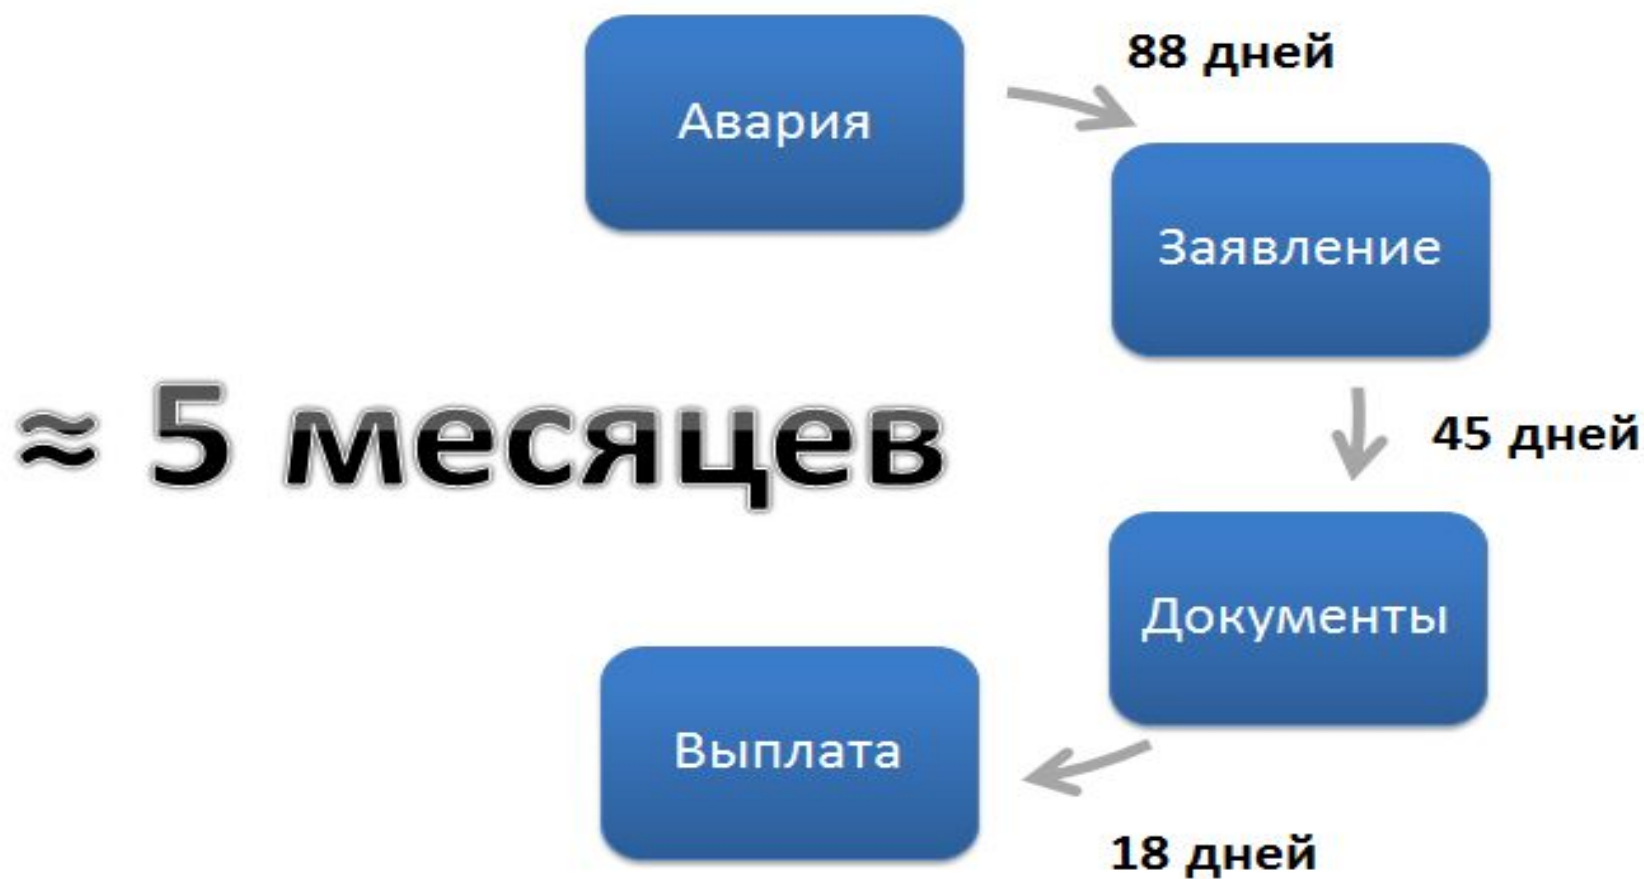 Авария
88 дней
Заявление
≈ 5 месяцев
45 дней
Документы
Выплата
18 дней